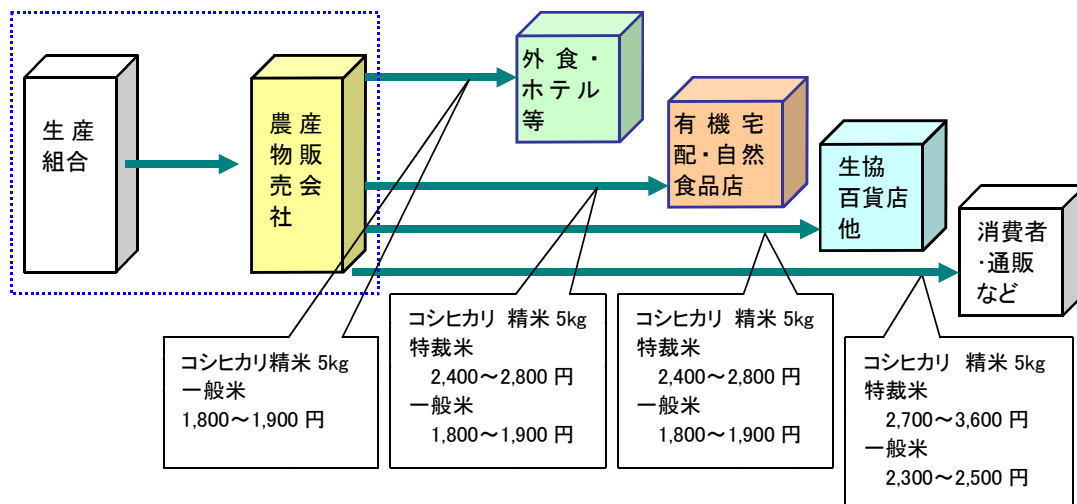 生産
組合
農産
物販
売会
社
外食・
ホテル
等
有機宅
配・自然
食品店
生協
百貨店
他
消費者
・通販
など
コシヒカリ精米 5kg
一般米
1,800～1,900 円
コシヒカリ 精米 5kg
特裁米
2,400～2,800 円
一般米
1,800～1,900 円
コシヒカリ 精米 5kg
特裁米
2,400～2,800 円
一般米
1,800～1,900 円
コシヒカリ 精米 5kg
特裁米
2,700～3,600 円
一般米
2,300～2,500 円